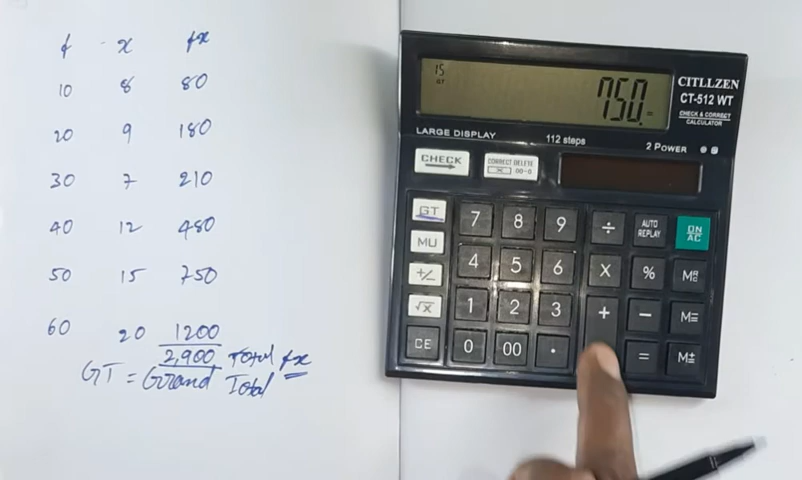 f x fx
10 8 80
20 9 180
30 7 210
40 12 480
50 15 750
60 20 1200
2,900 Total fx
GT = Grand Total
15
GT
750. =
CITLLZEN
CT-512 WT
CHECK & CORRECT
CALCULATOR
LARGE DISPLAY 112 steps 2 POWER
CHECK CORRECT DELETE 00→0
GT 7 8 9 ÷ AUTO REPLAY ON AC
MU 4 5 6 X % MRC
+/- 1 2 3 + − M=
√x 0 00 · = M±
CE